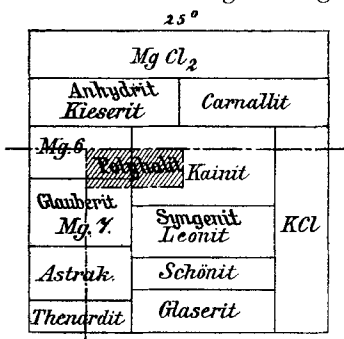 25°
Mg Cl₂
Anhydrit
Kieserit
Carnallit
Mg.6
Polyhalit
Kainit
Glauberit
Mg. 7.
Syngenit
Leonit
KCl
Astrak.
Schönit
Thenardit
Glaserit